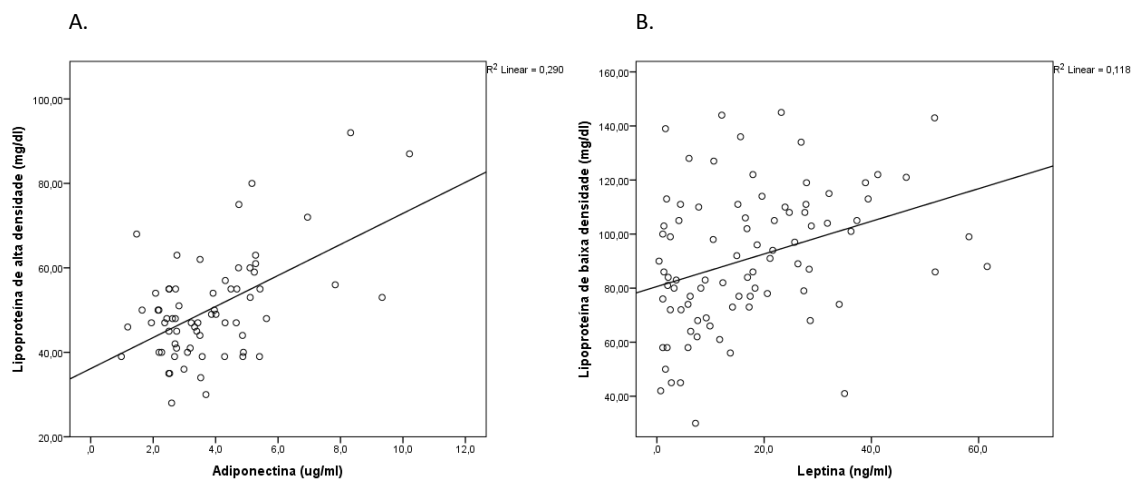 A.
R² Linear = 0,290
Lipoproteína de alta densidade (mg/dl)
100,00
80,00
60,00
40,00
20,00
,0 2,0 4,0 6,0 8,0 10,0 12,0
Adiponectina (ug/ml)
B.
R² Linear = 0,118
Lipoproteína de baixa densidade (mg/dl)
160,00
140,00
120,00
100,00
80,00
60,00
40,00
,0 20,0 40,0 60,0
Leptina (ng/ml)